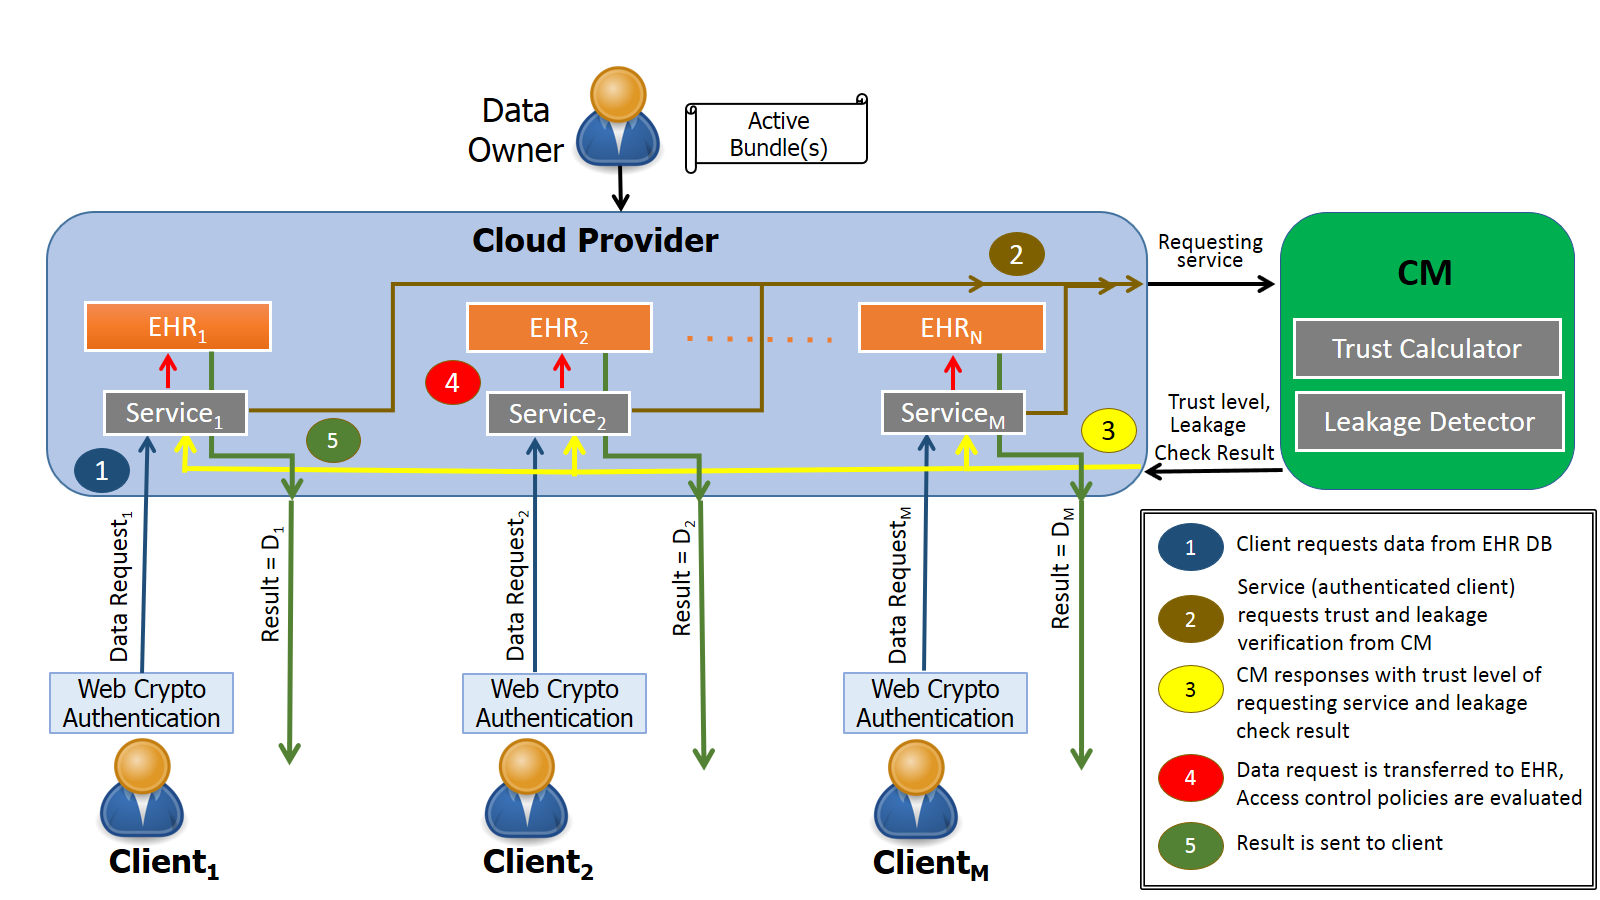 Data
Owner
Active
Bundle(s)
Cloud Provider
2
Requesting
service
CM
EHR1
EHR2
EHRN
Trust Calculator
4
Service1
Service2
ServiceM
Trust level,
Leakage
Check Result
Leakage Detector
5
3
1
Data Request1
Result = D1
Data Request2
Result = D2
Data RequestM
Result = DM
1
Client requests data from EHR DB
2
Service (authenticated client)
requests trust and leakage
verification from CM
3
CM responses with trust level of
requesting service and leakage
check result
4
Data request is transferred to EHR,
Access control policies are evaluated
5
Result is sent to client
Web Crypto
Authentication
Web Crypto
Authentication
Web Crypto
Authentication
Client1
Client2
ClientM